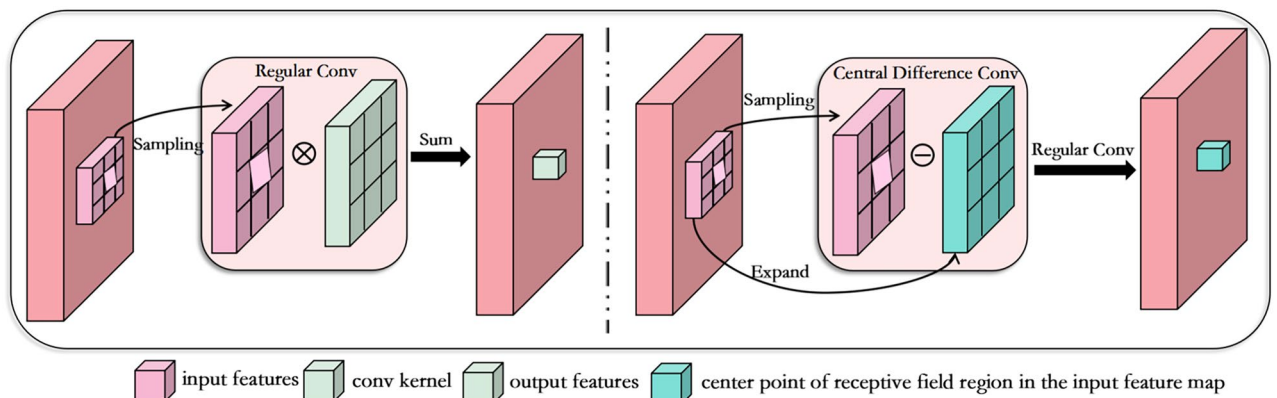 Regular Conv
Sampling
Sum
Central Difference Conv
Sampling
Expand
Regular Conv
input features
conv kernel
output features
center point of receptive field region in the input feature map